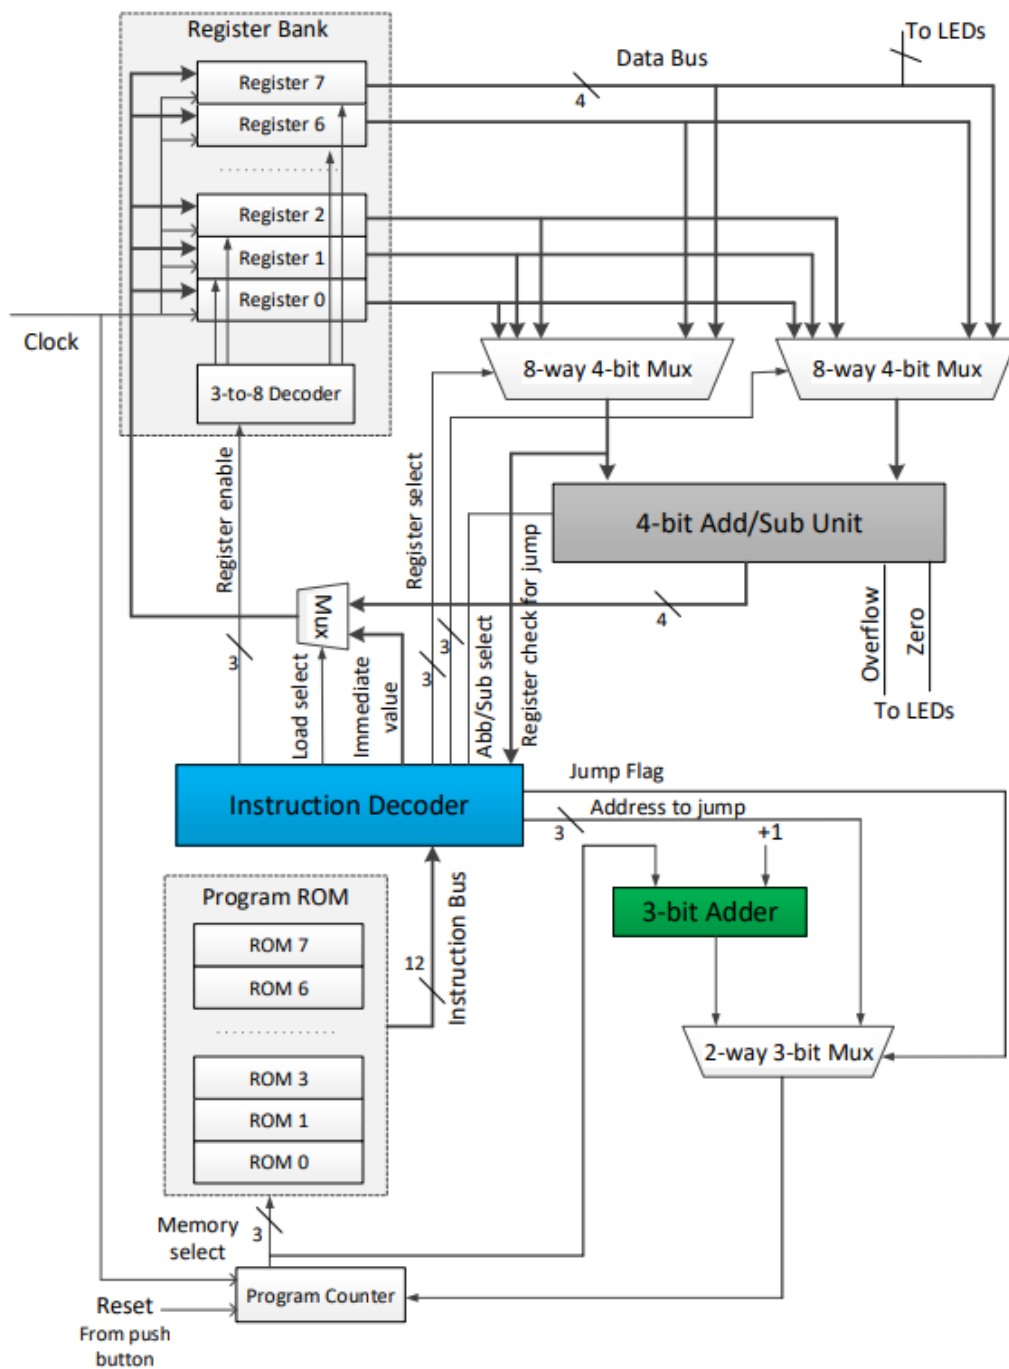 Register Bank
To LEDs
Data Bus
Register 7
4
Register 6
Register 2
Register 1
Register 0
Clock
8-way 4-bit Mux
8-way 4-bit Mux
3-to-8 Decoder
Register enable
Register select
4-bit Add/Sub Unit
Mux
4
3
3
3
Load select
Immediate
value
Abb/Sub select
Register check for jump
Overflow
Zero
To LEDs
Instruction Decoder
Jump Flag
Address to jump
3
+1
Program ROM
3-bit Adder
ROM 7
ROM 6
12
Instruction Bus
2-way 3-bit Mux
ROM 3
ROM 1
ROM 0
Memory
select
3
Program Counter
Reset
From push
button